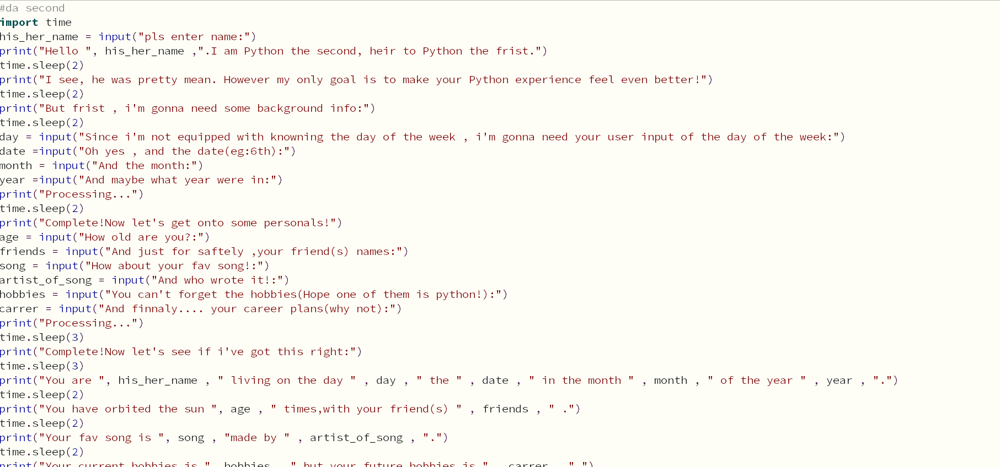 #da second
import time
his_her_name = input("pls enter name:")
print("Hello ", his_her_name ,".I am Python the second, heir to Python the frist.")
time.sleep(2)
print("I see, he was pretty mean. However my only goal is to make your Python experience feel even better!")
time.sleep(2)
print("But frist , i'm gonna need some background info:")
time.sleep(2)
day = input("Since i'm not equipped with knowning the day of the week , i'm gonna need your user input of the day of the week:")
date =input("Oh yes , and the date(eg:6th):")
month = input("And the month:")
year =input("And maybe what year were in:")
print("Processing...")
time.sleep(2)
print("Complete!Now let's get onto some personals!")
age = input("How old are you?:")
friends = input("And just for saftely ,your friend(s) names:")
song = input("How about your fav song!:")
artist_of_song = input("And who wrote it!:")
hobbies = input("You can't forget the hobbies(Hope one of them is python!):")
carrer = input("And finnaly.... your career plans(why not):")
print("Processing...")
time.sleep(3)
print("Complete!Now let's see if i've got this right:")
time.sleep(3)
print("You are ", his_her_name , " living on the day " , day , " the " , date , " in the month " , month , " of the year " , year , ".")
time.sleep(2)
print("You have orbited the sun ", age , " times,with your friend(s) " , friends , " .")
time.sleep(2)
print("Your fav song is ", song , "made by " , artist_of_song , ".")
time.sleep(2)
print("Your current hobbies is ", hobbies , " but your future hobbies is " , carrer , " ")